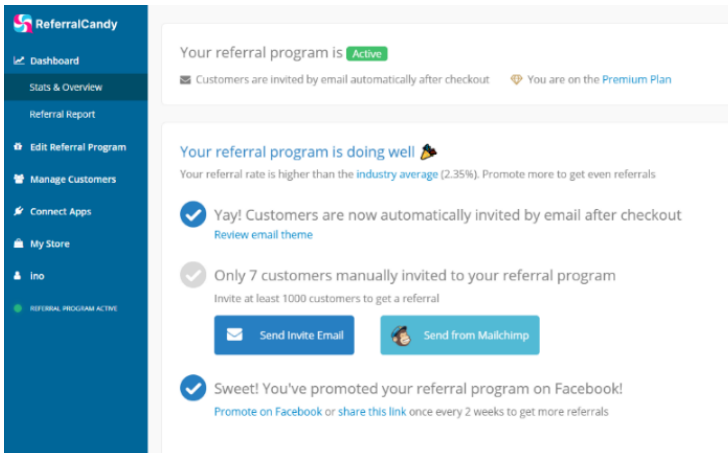 ReferralCandy
Dashboard
Stats & Overview
Referral Report
Edit Referral Program
Manage Customers
Connect Apps
My Store
ino
REFERRAL PROGRAM ACTIVE
Your referral program is Active
Customers are invited by email automatically after checkout You are on the Premium Plan
Your referral program is doing well
Your referral rate is higher than the industry average (2.35%). Promote more to get even referrals
Yay! Customers are now automatically invited by email after checkout
Review email theme
Only 7 customers manually invited to your referral program
Invite at least 1000 customers to get a referral
Send Invite Email Send from Mailchimp
Sweet! You've promoted your referral program on Facebook!
Promote on Facebook or share this link once every 2 weeks to get more referrals